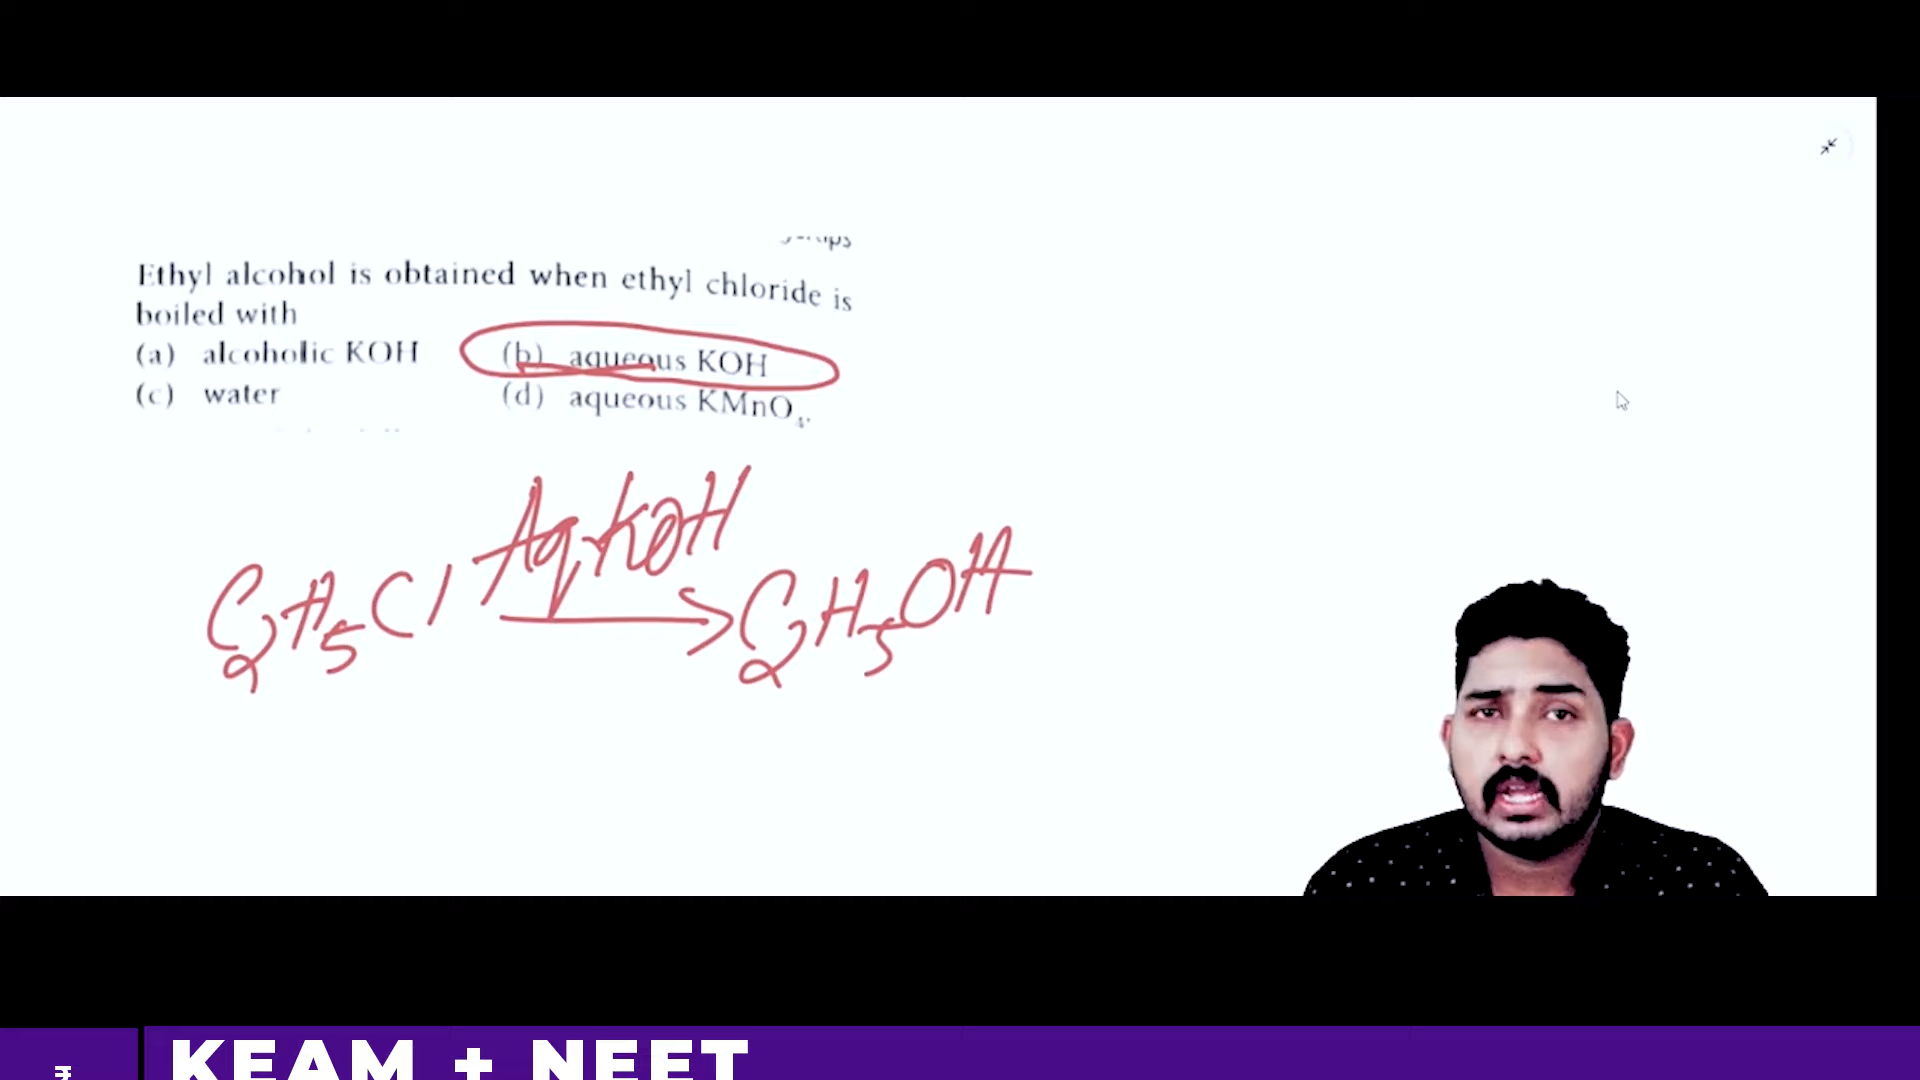 Ethyl alcohol is obtained when ethyl chloride is
boiled with
(a) alcoholic KOH (b) aqueous KOH
(c) water (d) aqueous KMnO₄.
Aq.KOH
C₂H₅Cl → C₂H₅OH
₹ KEAM + NEET